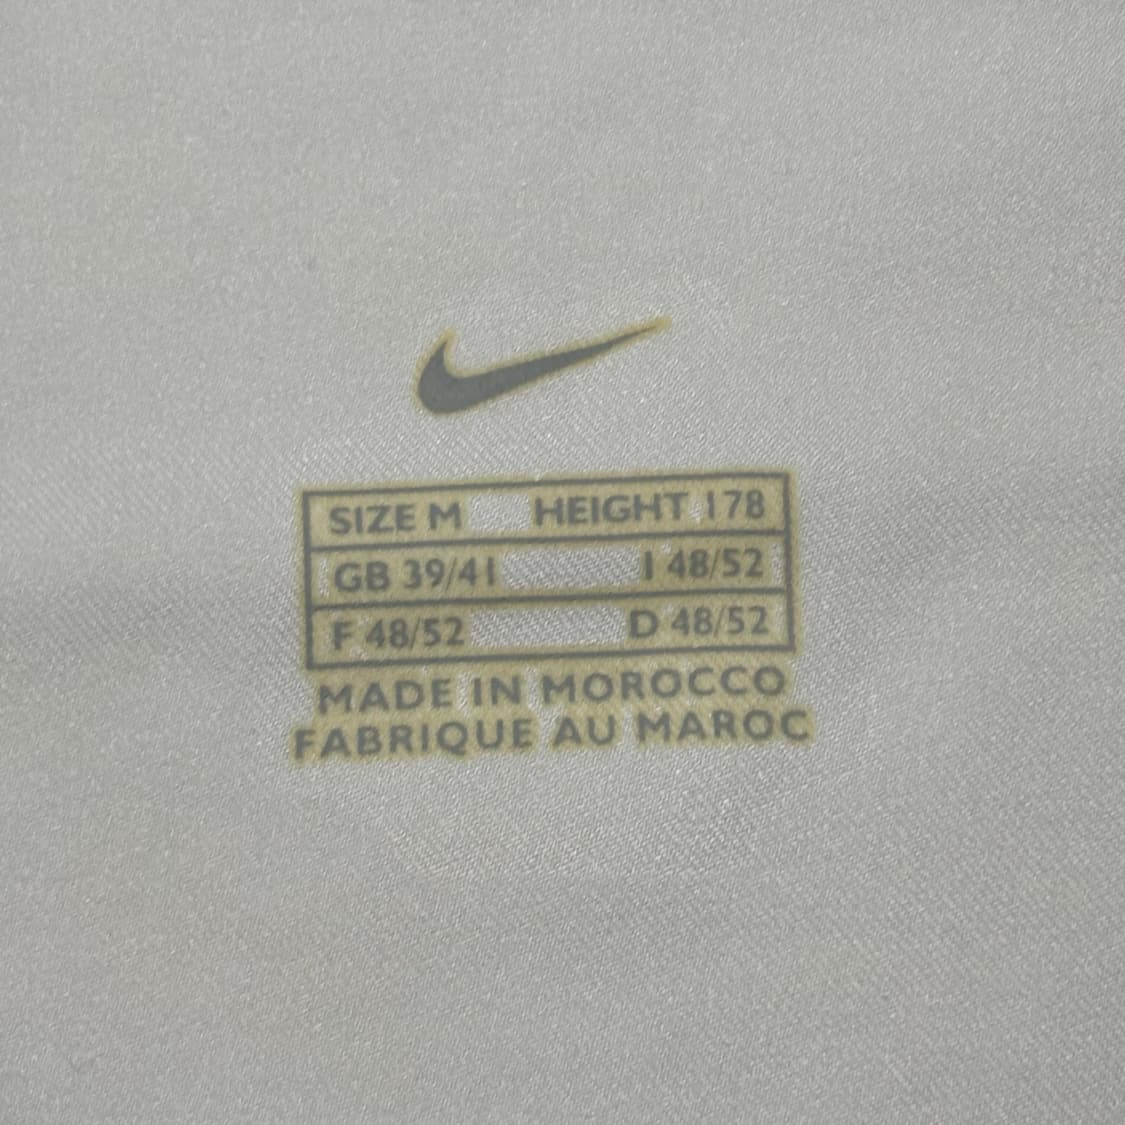 SIZE M HEIGHT 178
GB 39/41 I 48/52
F 48/52 D 48/52
MADE IN MOROCCO
FABRIQUE AU MAROC